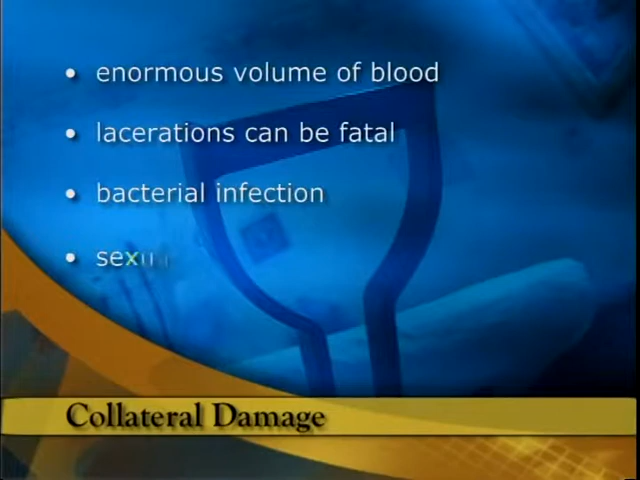 • enormous volume of blood
• lacerations can be fatal
• bacterial infection
Collateral Damage